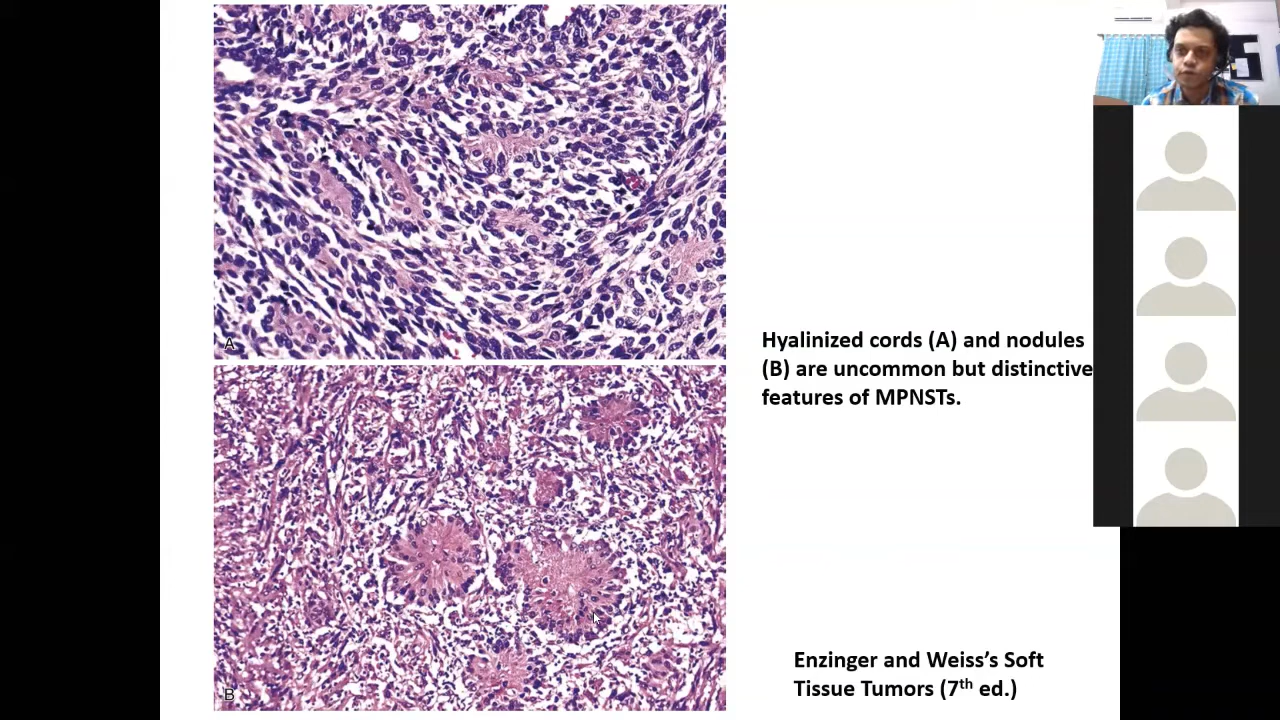 A
Hyalinized cords (A) and nodules
(B) are uncommon but distinctive
features of MPNSTs.
B
Enzinger and Weiss’s Soft
Tissue Tumors (7th ed.)